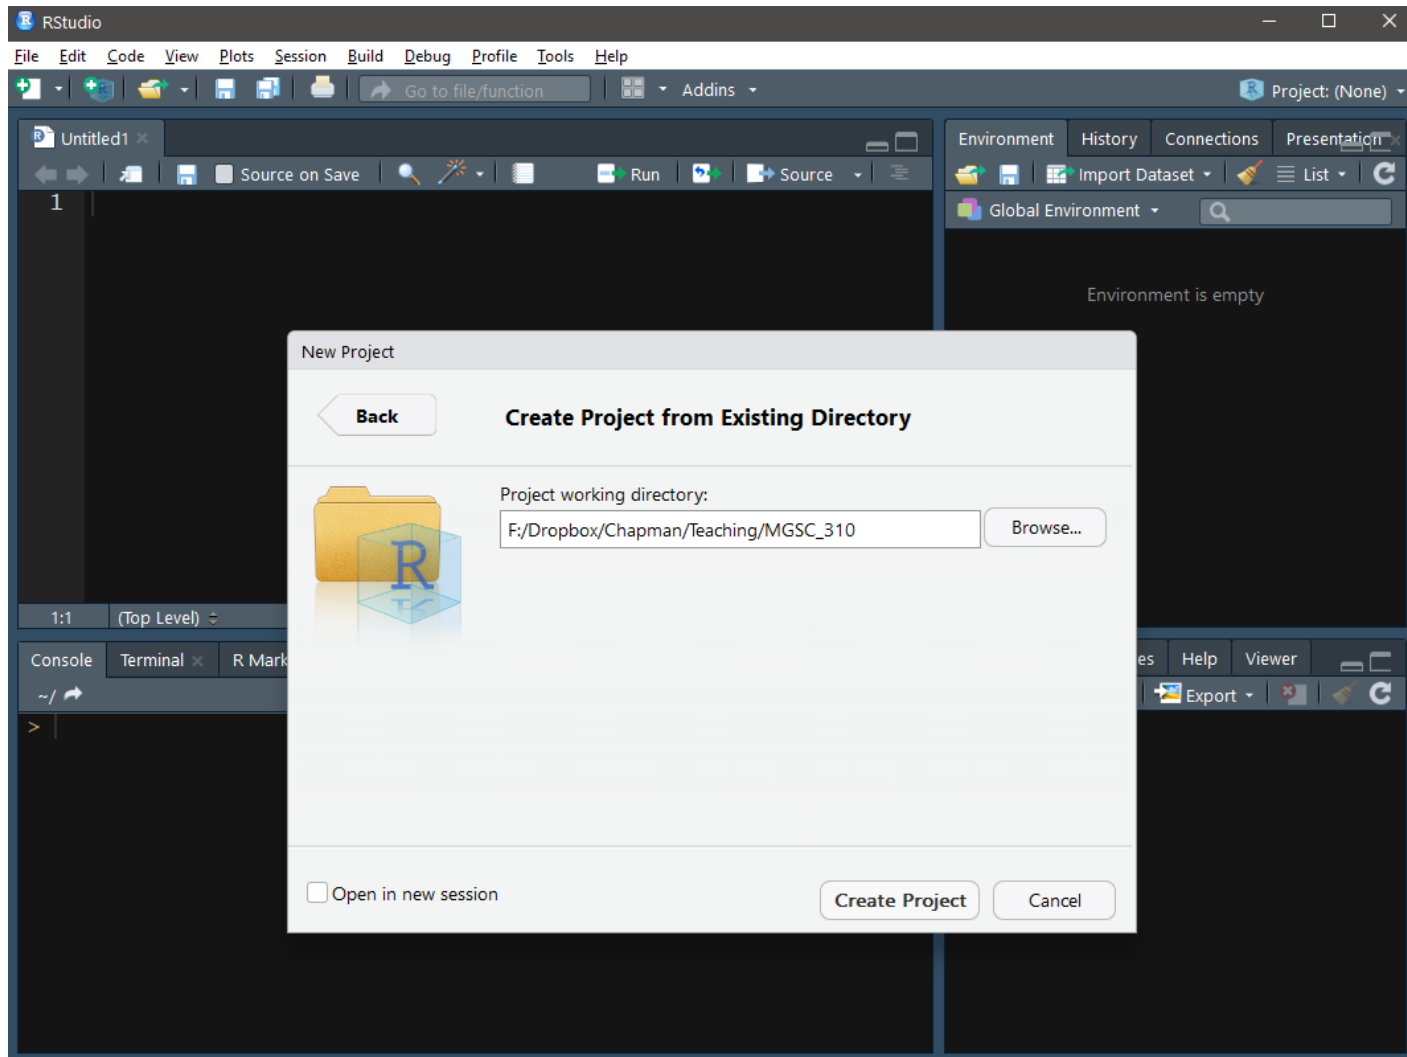 RStudio
File Edit Code View Plots Session Build Debug Profile Tools Help
Go to file/function Addins Project: (None)
Untitled1
Source on Save Run Source
1
1:1 (Top Level)
Environment History Connections Presentation
Import Dataset List
Global Environment
Environment is empty
New Project
Back Create Project from Existing Directory
Project working directory:
F:/Dropbox/Chapman/Teaching/MGSC_310 Browse...
R
Open in new session Create Project Cancel
Console Terminal R Mark
~/
>
es Help Viewer
Export